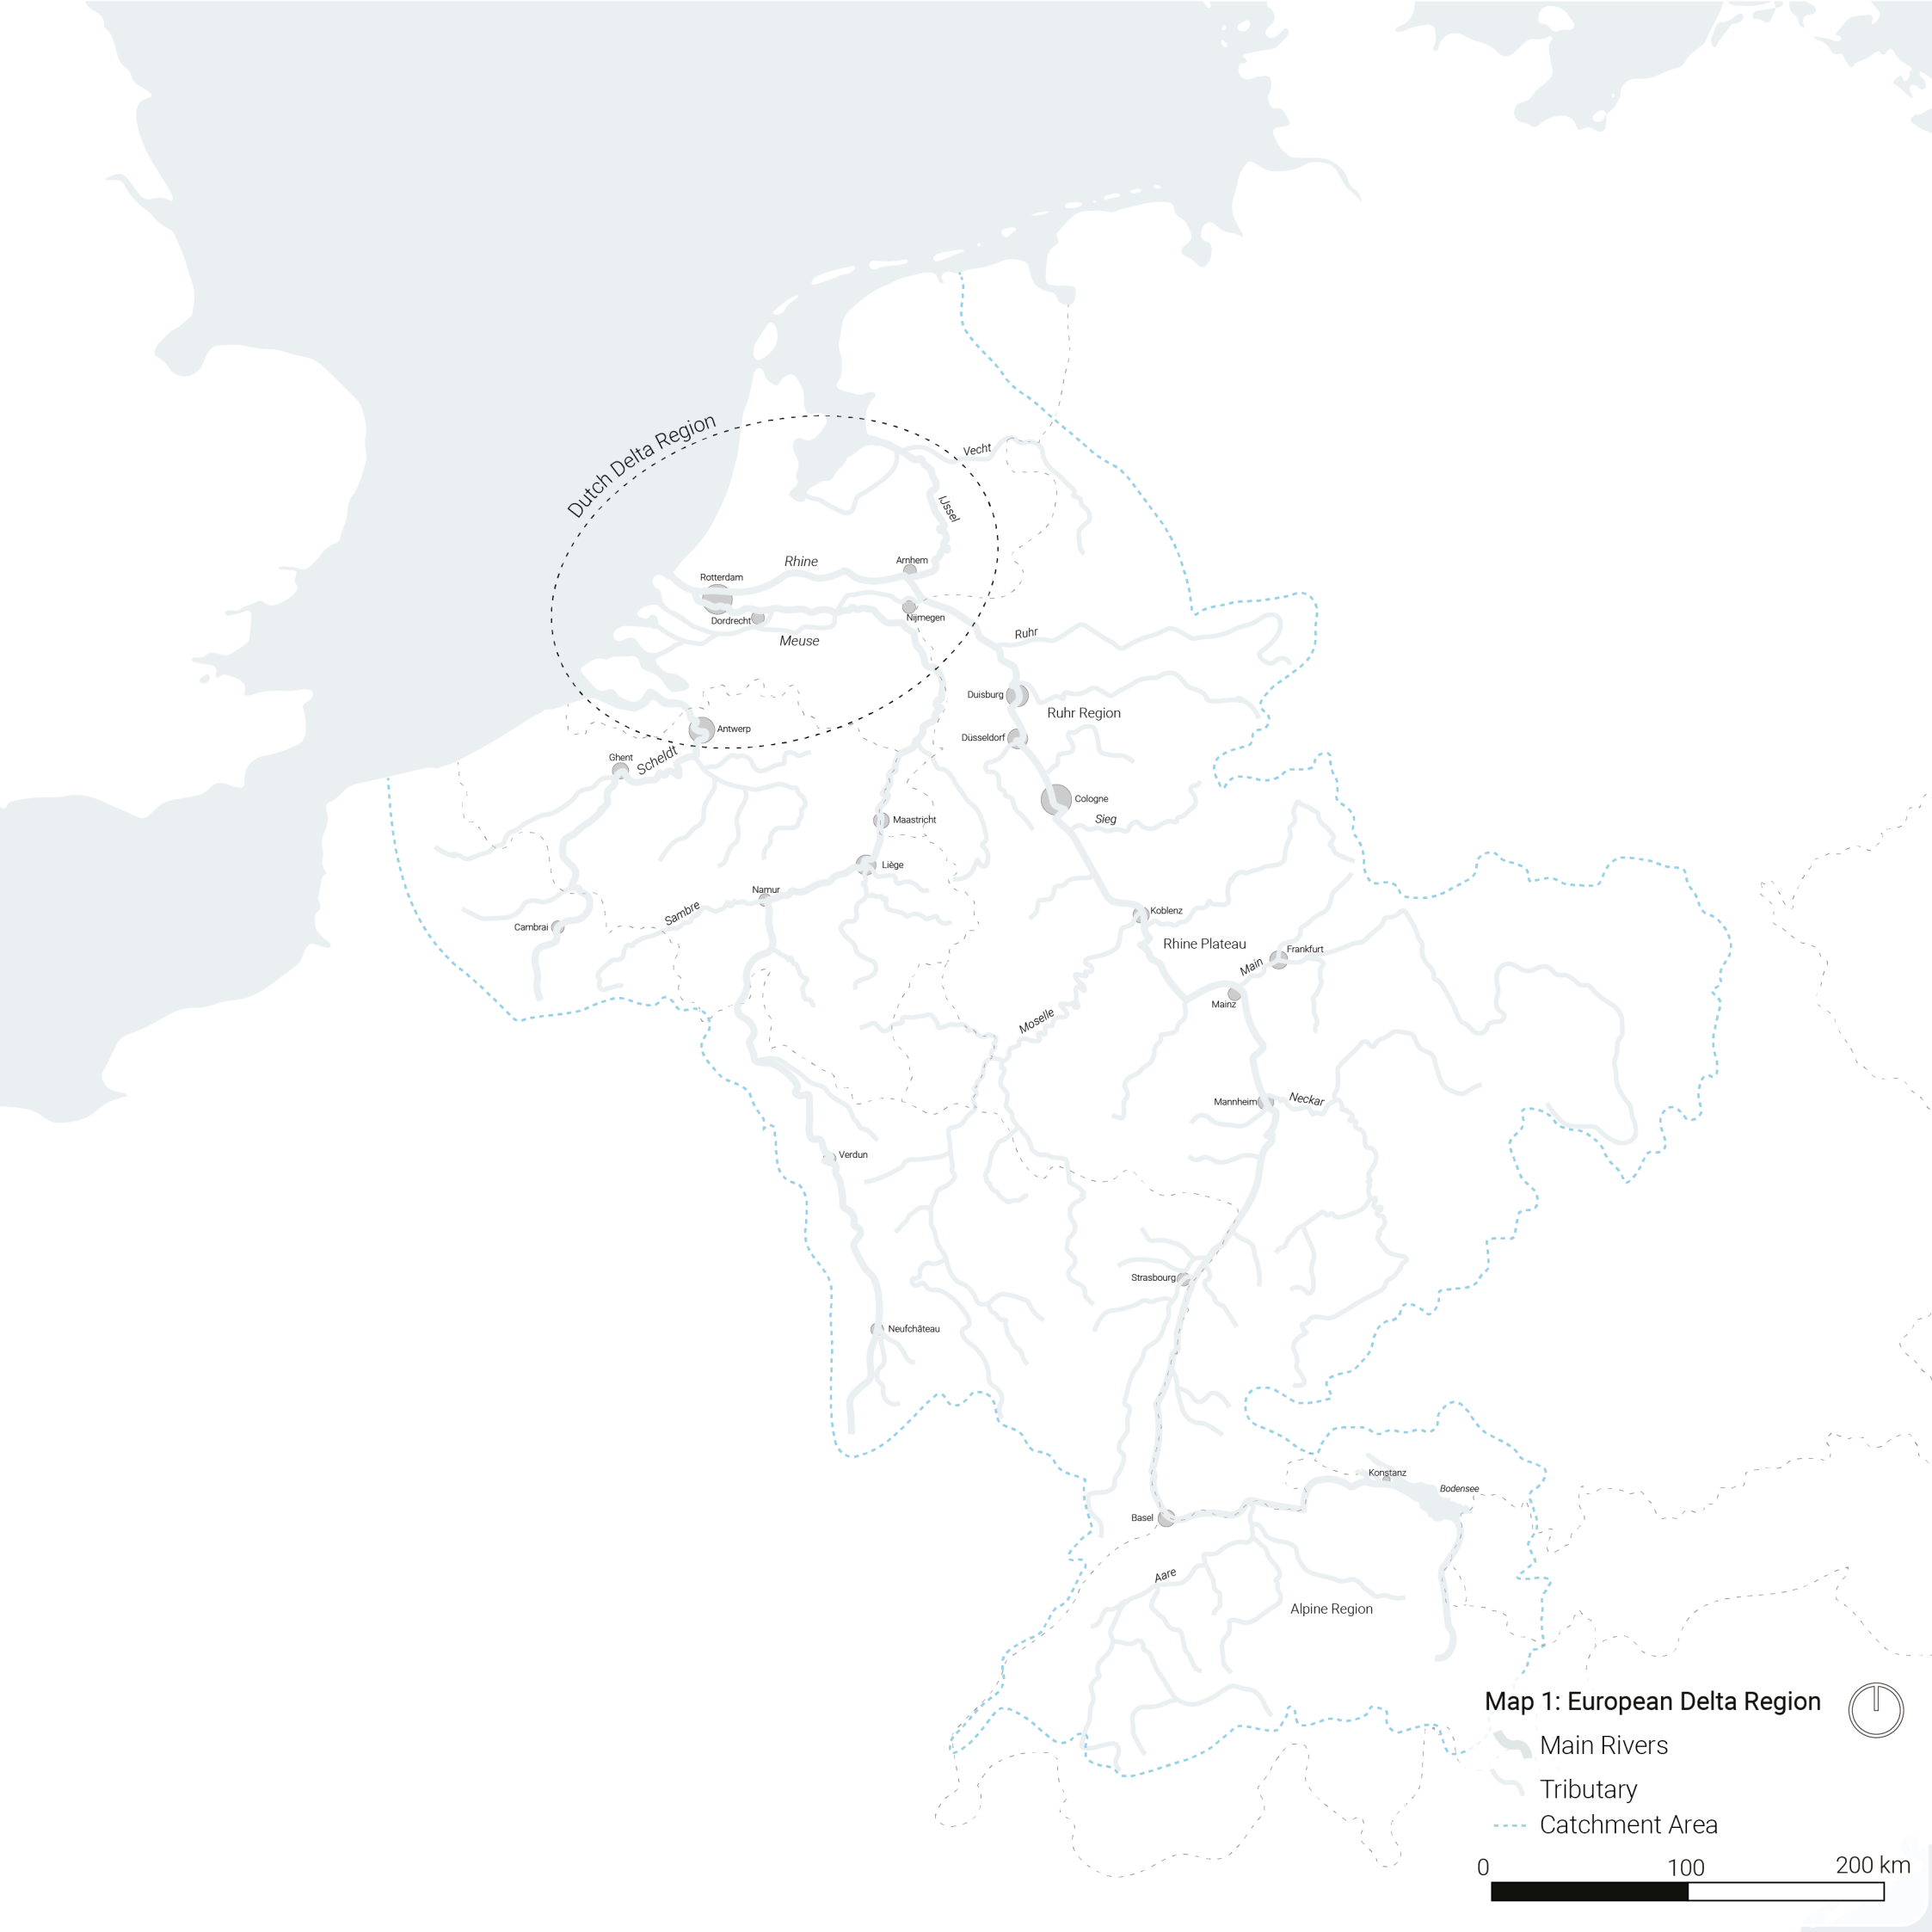 Dutch Delta Region
Vecht
IJssel
Rhine
Arnhem
Rotterdam
Dordrecht
Nijmegen
Meuse
Ruhr
Duisburg
Ruhr Region
Antwerp
Düsseldorf
Ghent
Scheldt
Cologne
Sieg
Maastricht
Liège
Namur
Sambre
Cambrai
Koblenz
Rhine Plateau
Frankfurt
Main
Mainz
Moselle
Mannheim
Neckar
Verdun
Strasbourg
Neufchâteau
Konstanz
Bodensee
Basel
Aare
Alpine Region
Map 1: European Delta Region
Main Rivers
Tributary
Catchment Area
0 100 200 km